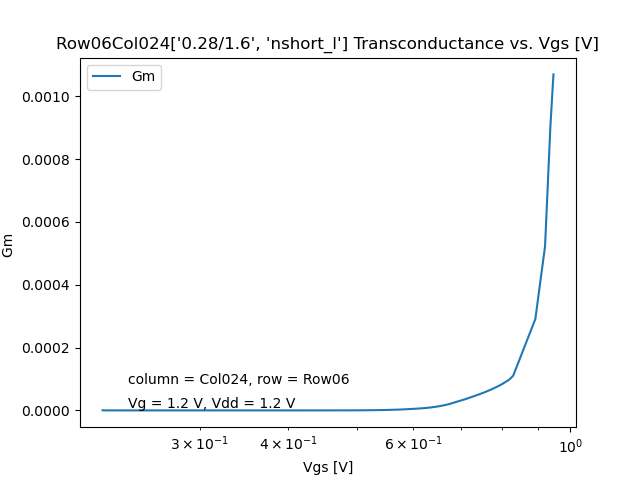 Row06Col024['0.28/1.6', 'nshort_l'] Transconductance vs. Vgs [V]
Gm
0.0010
0.0008
0.0006
0.0004
0.0002
0.0000
Gm
column = Col024, row = Row06
Vg = 1.2 V, Vdd = 1.2 V
3 × 10⁻¹ 4 × 10⁻¹ 6 × 10⁻¹ 10⁰
Vgs [V]